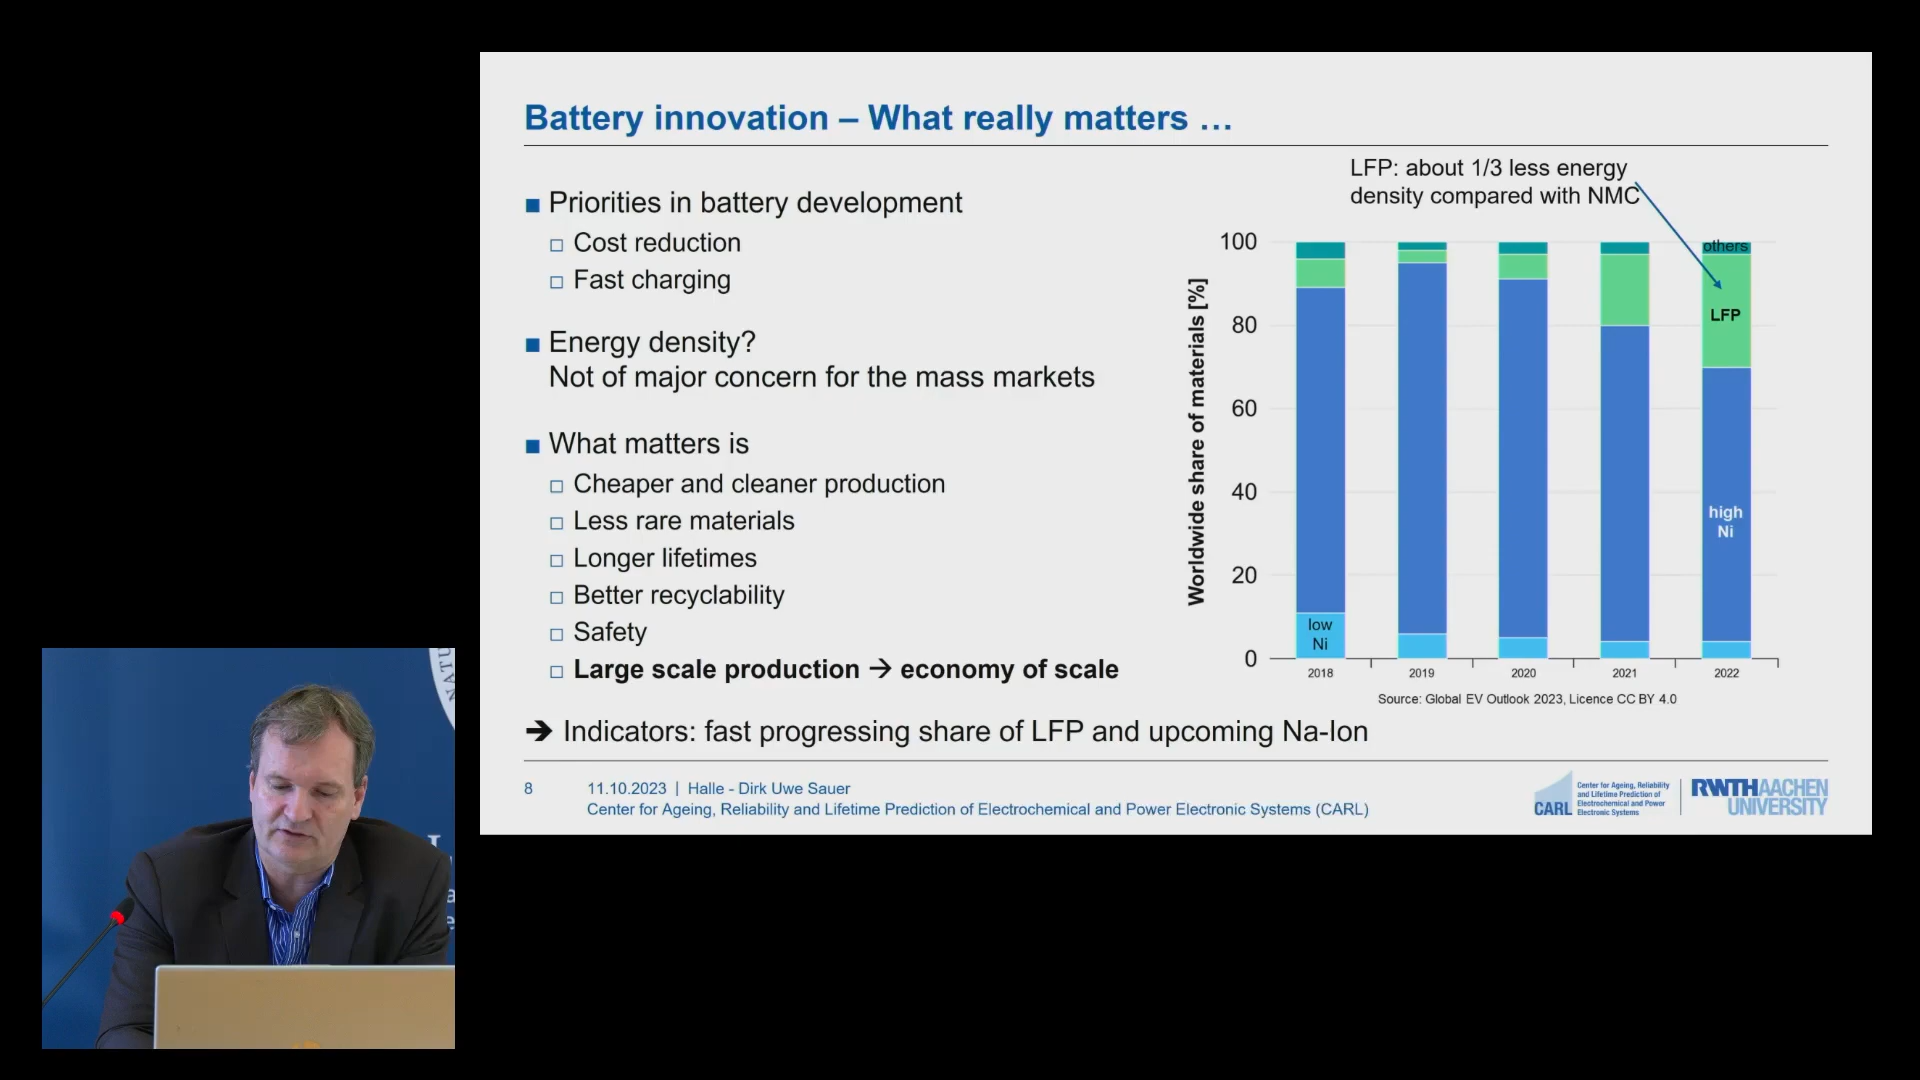 Battery innovation – What really matters …
Priorities in battery development
Cost reduction
Fast charging
Energy density?
Not of major concern for the mass markets
What matters is
Cheaper and cleaner production
Less rare materials
Longer lifetimes
Better recyclability
Safety
Large scale production → economy of scale
➔ Indicators: fast progressing share of LFP and upcoming Na-Ion
LFP: about 1/3 less energy
density compared with NMC
Worldwide share of materials [%]
100
80
60
40
20
0
others
LFP
high
Ni
low
Ni
2018
2019
2020
2021
2022
Source: Global EV Outlook 2023, Licence CC BY 4.0
8
11.10.2023 | Halle - Dirk Uwe Sauer
Center for Ageing, Reliability and Lifetime Prediction of Electrochemical and Power Electronic Systems (CARL)
CARL
Center for Ageing, Reliability
and Lifetime Prediction of
Electrochemical and Power
Electronic Systems
RWTHAACHEN
UNIVERSITY